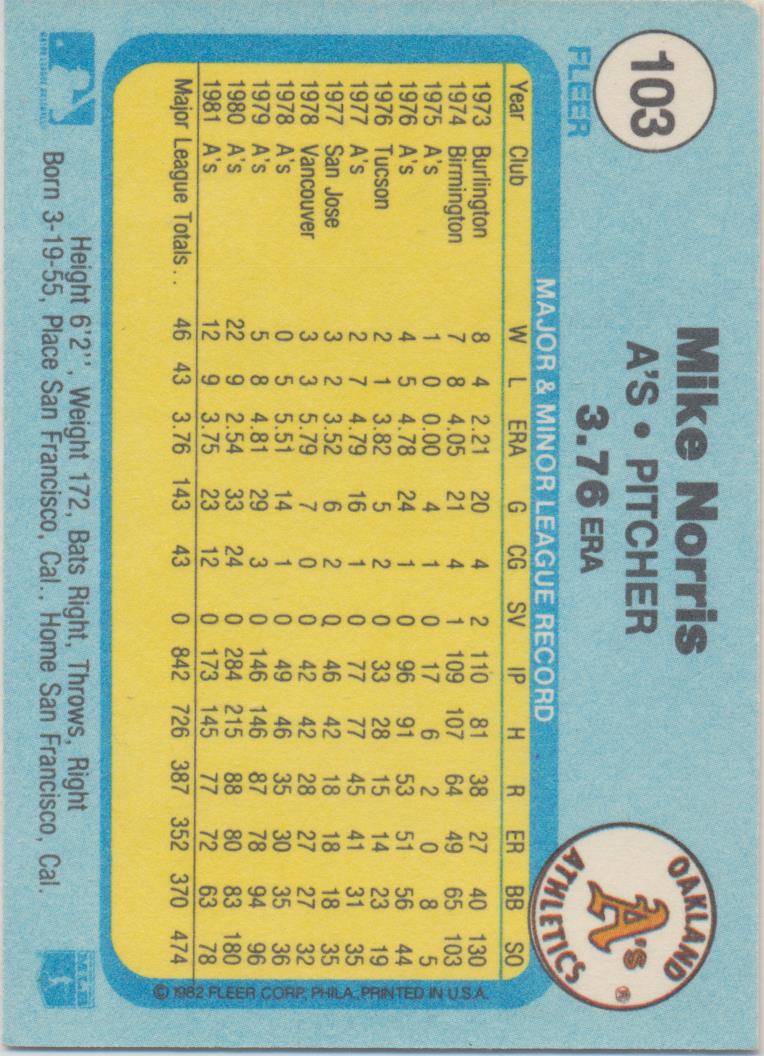 103
FLEER
Mike Norris
A'S • PITCHER
3.76 ERA
OAKLAND
A's
ATHLETICS
®
MAJOR & MINOR LEAGUE RECORD
Year Club W L ERA G CG SV IP H R ER BB SO
1973 Burlington 8 4 2.21 20 4 2 110 81 38 27 40 130
1974 Birmington 7 8 4.05 21 4 1 109 107 64 49 65 103
1975 A's 1 0 0.00 4 1 0 17 6 2 0 8 5
1976 A's 4 5 4.78 24 1 0 96 91 53 51 56 44
1976 Tucson 2 1 3.82 5 2 0 33 28 15 14 23 19
1977 A's 2 7 4.79 16 1 0 77 77 45 41 31 35
1977 San Jose 3 2 3.52 6 2 0 46 42 18 18 18 35
1978 Vancouver 3 3 5.79 7 0 0 42 42 28 27 27 32
1978 A's 0 5 5.51 14 1 0 49 46 35 30 35 36
1979 A's 5 8 4.81 29 3 0 146 146 87 78 94 96
1980 A's 22 9 2.54 33 24 0 284 215 88 80 83 180
1981 A's 12 9 3.75 23 12 0 173 145 77 72 63 78
Major League Totals . . 46 43 3.76 143 43 0 842 726 387 352 370 474
© 1982 FLEER CORP. PHILA. PRINTED IN U.S.A.
Height 6'2'', Weight 172, Bats Right, Throws, Right
Born 3-19-55, Place San Francisco, Cal., Home San Francisco, Cal.